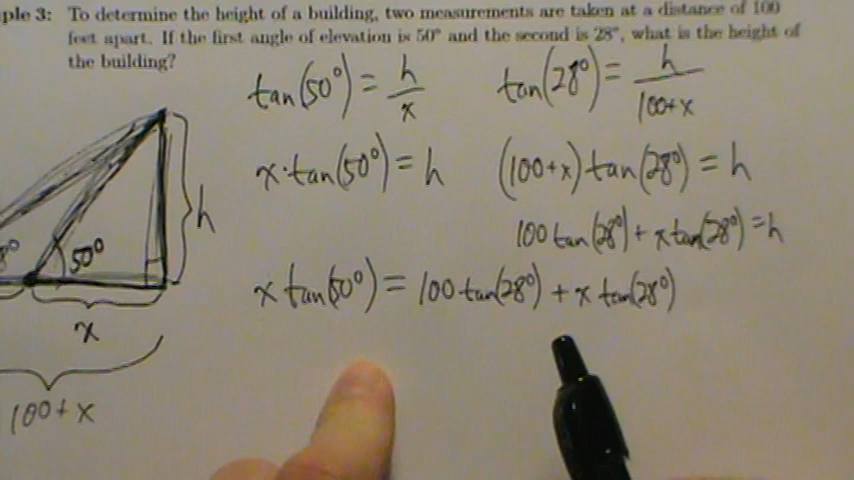 ple 3: To determine the height of a building, two measurements are taken at a distance of 100
feet apart. If the first angle of elevation is 50° and the second is 28°, what is the height of
the building?
tan(50°) = h/x
tan(28°) = h/(100+x)
x·tan(50°) = h
(100+x) tan(28°) = h
100 tan(28°) + x tan(28°) = h
x tan(50°) = 100 tan(28°) + x tan(28°)
h
8°
50°
x
100+x